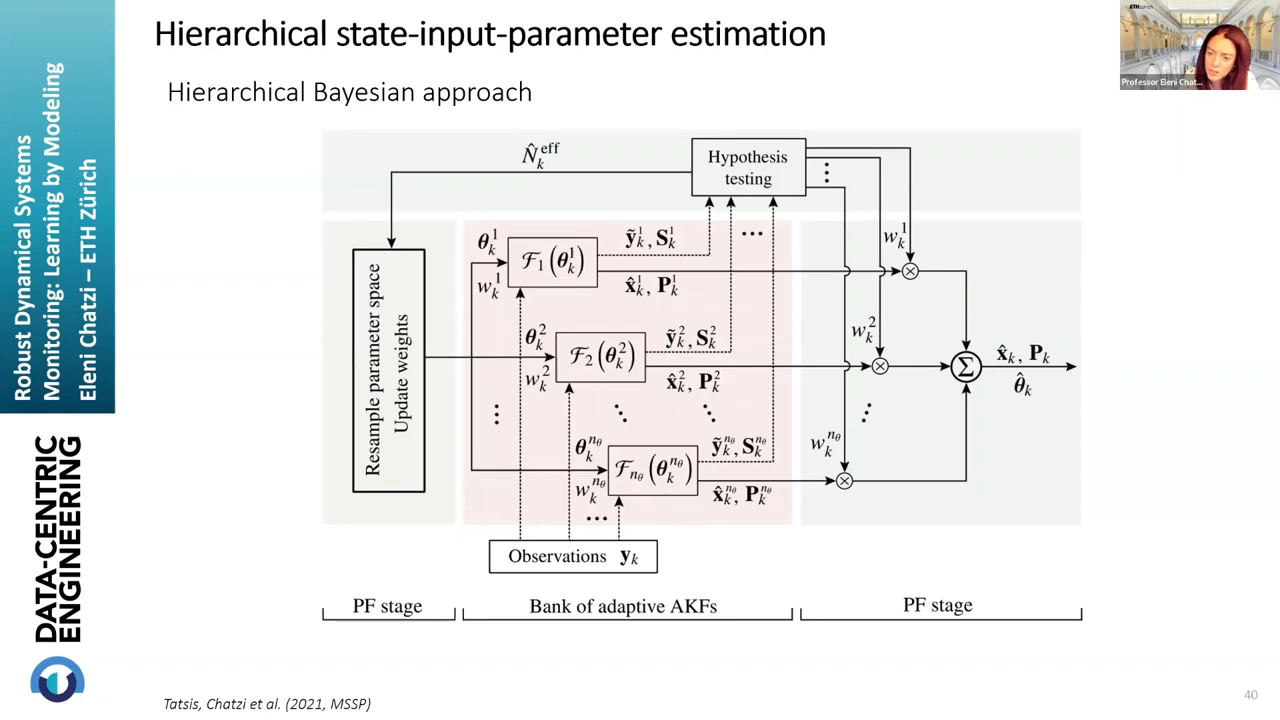 Hierarchical state-input-parameter estimation
Hierarchical Bayesian approach
ETH zürich
Professor Eleni Chat...
Robust Dynamical Systems
Monitoring: Learning by Modeling
Eleni Chatzi – ETH Zürich
DATA-CENTRIC
ENGINEERING
N̂_k^eff
Hypothesis
testing
⋮
Resample parameter space
Update weights
θ_k^1
w_k^1
ℱ_1(θ_k^1)
ỹ_k^1, S_k^1
x̂_k^1, P_k^1
⋯
w_k^1
θ_k^2
w_k^2
ℱ_2(θ_k^2)
ỹ_k^2, S_k^2
x̂_k^2, P_k^2
w_k^2
Σ
x̂_k, P_k
θ̂_k
⋮
⋱
⋱
⋰
θ_k^{n_θ}
w_k^{n_θ}
ℱ_{n_θ}(θ_k^{n_θ})
ỹ_k^{n_θ}, S_k^{n_θ}
x̂_k^{n_θ}, P_k^{n_θ}
w_k^{n_θ}
⋯
Observations y_k
PF stage
Bank of adaptive AKFs
PF stage
Tatsis, Chatzi et al. (2021, MSSP)
40